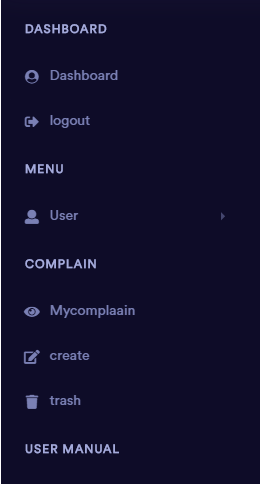 DASHBOARD
Dashboard
logout
MENU
User
COMPLAIN
Mycomplaain
create
trash
USER MANUAL